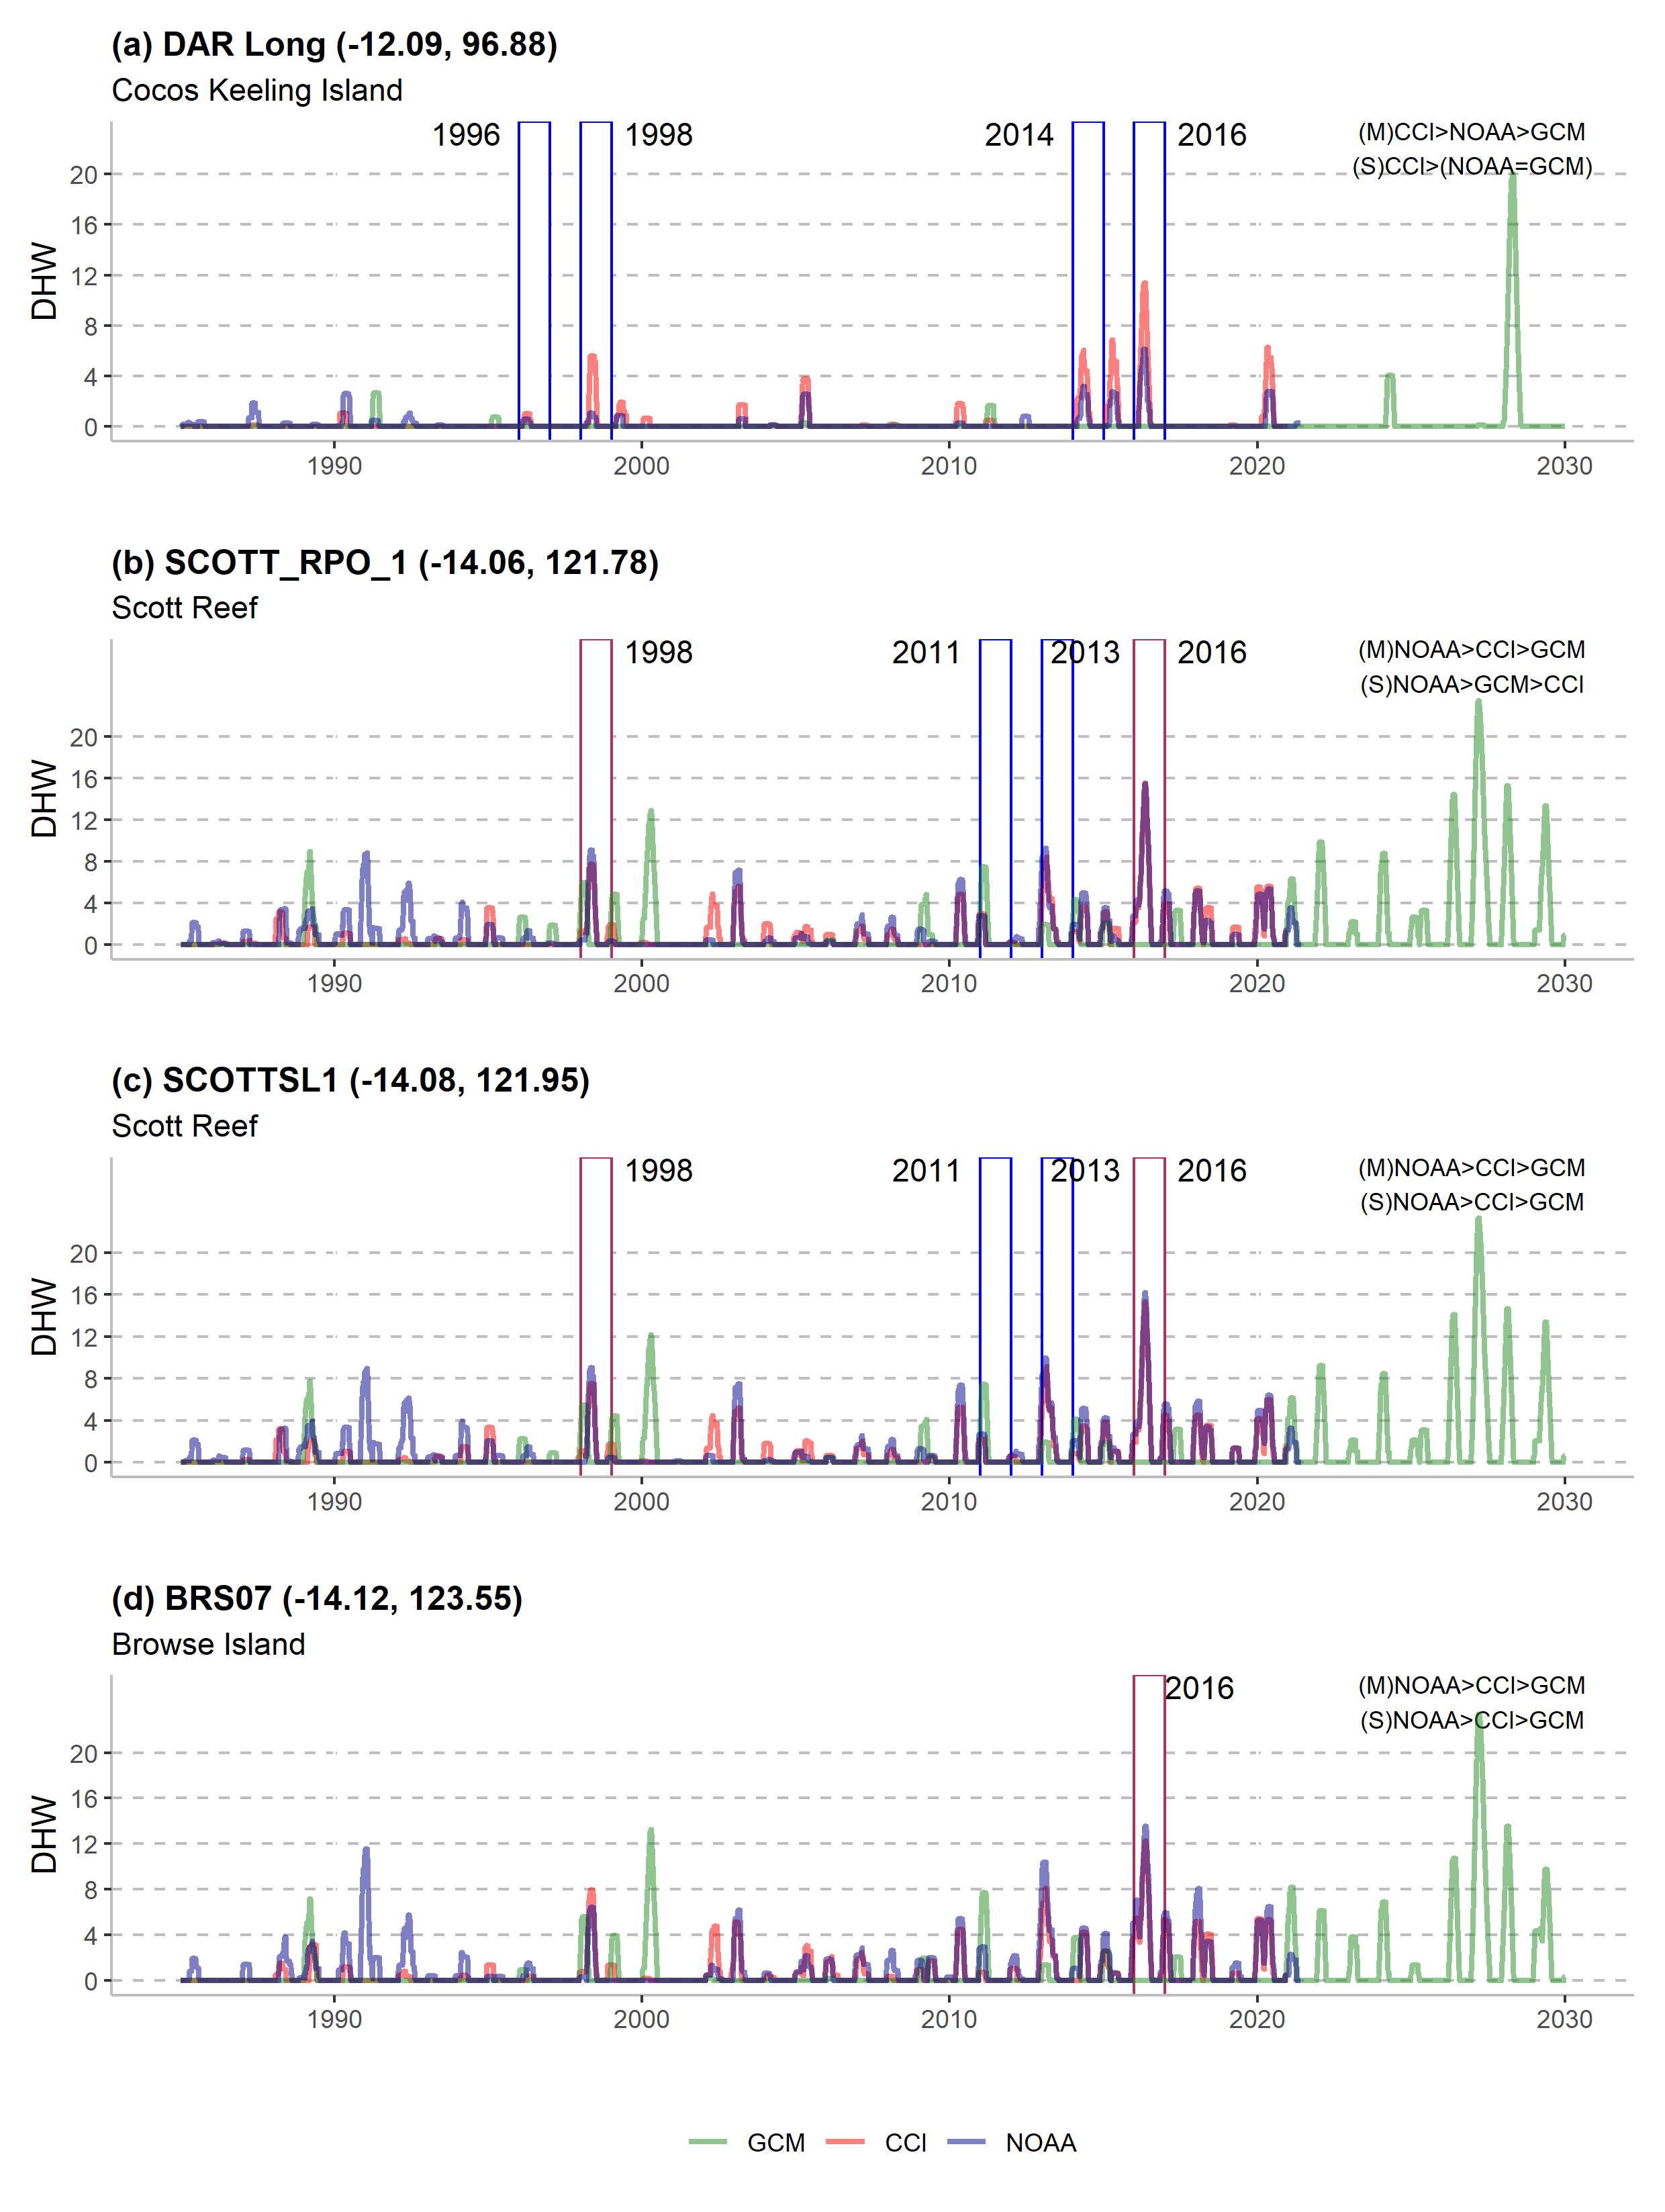 (a) DAR Long (-12.09, 96.88)
Cocos Keeling Island
1996 1998 2014 2016 (M)CCI>NOAA>GCM
(S)CCI>(NOAA=GCM)
DHW
20
16
12
8
4
0
1990 2000 2010 2020 2030
(b) SCOTT_RPO_1 (-14.06, 121.78)
Scott Reef
1998 2011 2013 2016 (M)NOAA>CCI>GCM
(S)NOAA>GCM>CCI
DHW
20
16
12
8
4
0
1990 2000 2010 2020 2030
(c) SCOTTSL1 (-14.08, 121.95)
Scott Reef
1998 2011 2013 2016 (M)NOAA>CCI>GCM
(S)NOAA>CCI>GCM
DHW
20
16
12
8
4
0
1990 2000 2010 2020 2030
(d) BRS07 (-14.12, 123.55)
Browse Island
2016 (M)NOAA>CCI>GCM
(S)NOAA>CCI>GCM
DHW
20
16
12
8
4
0
1990 2000 2010 2020 2030
GCM CCI NOAA